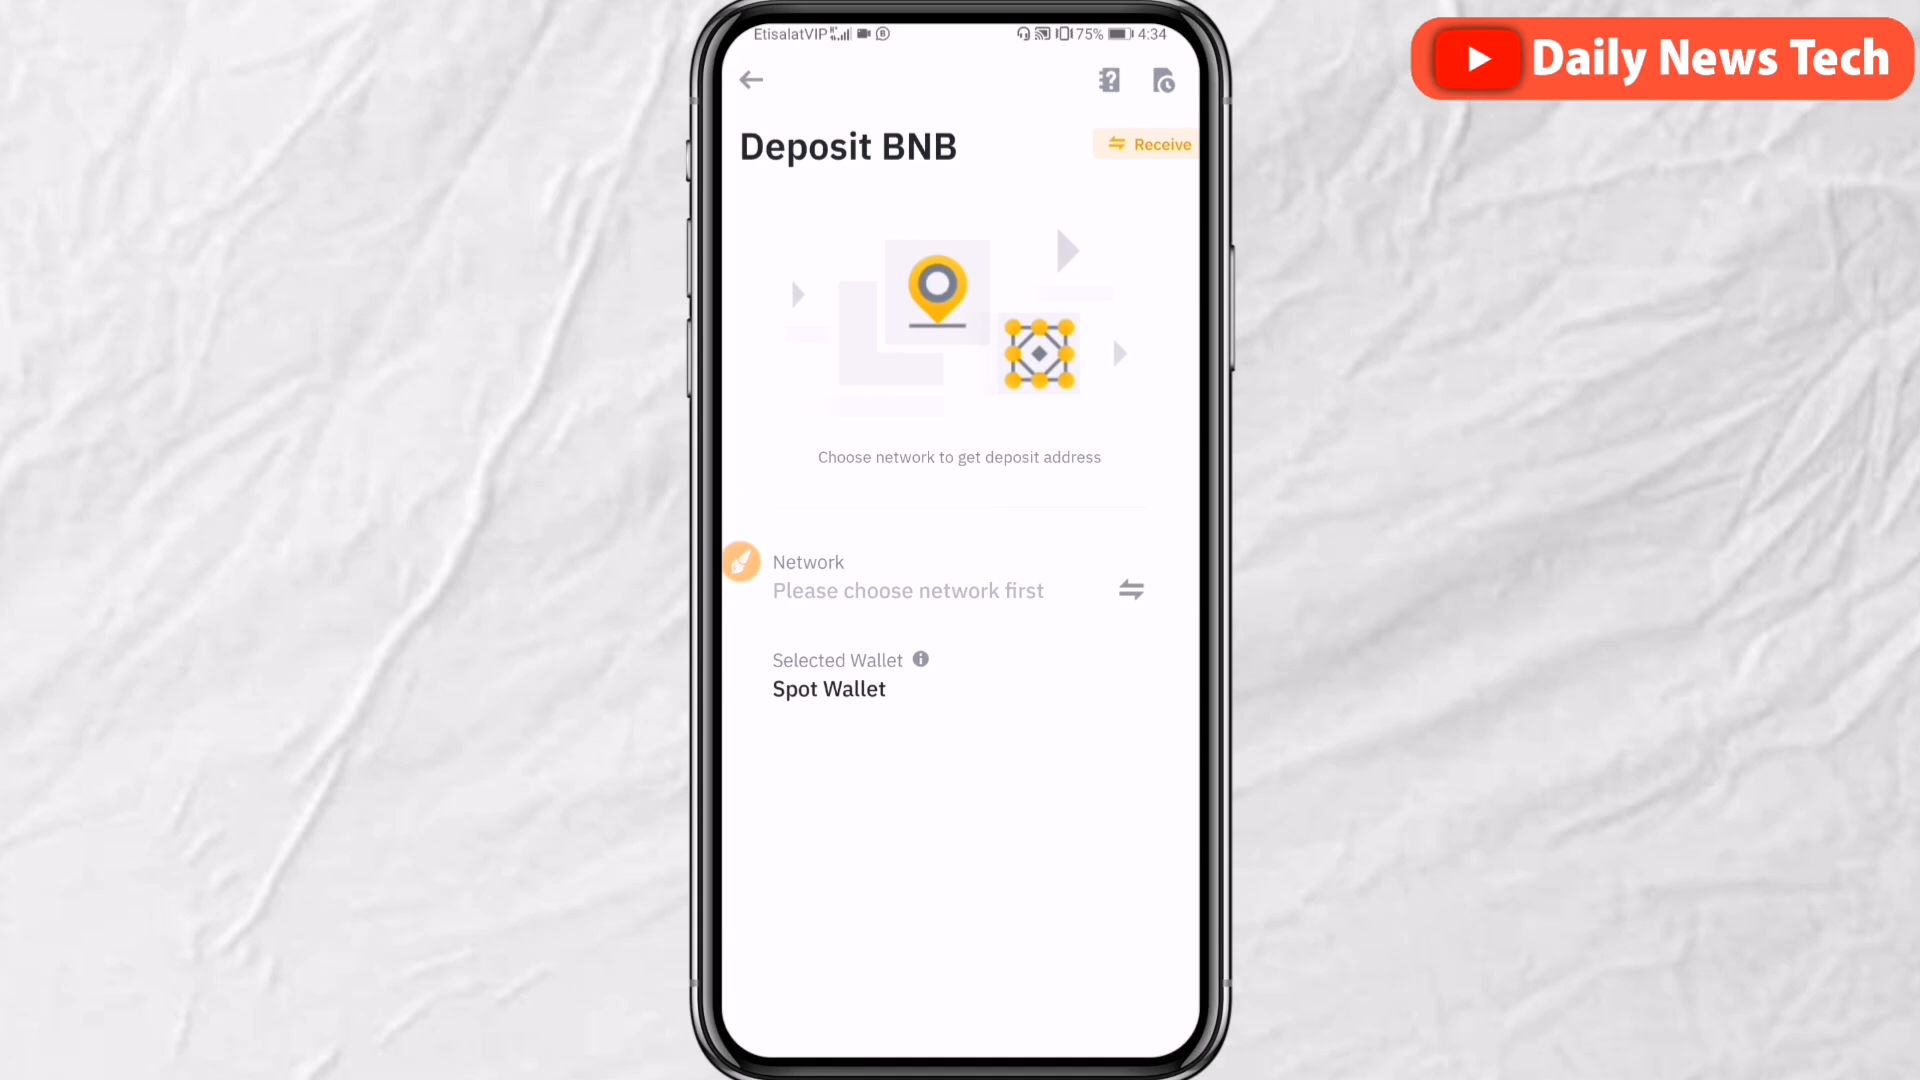 Daily News Tech
EtisalatVIP 75% 4:34
Deposit BNB
Receive
Choose network to get deposit address
Network
Please choose network first
Selected Wallet
Spot Wallet